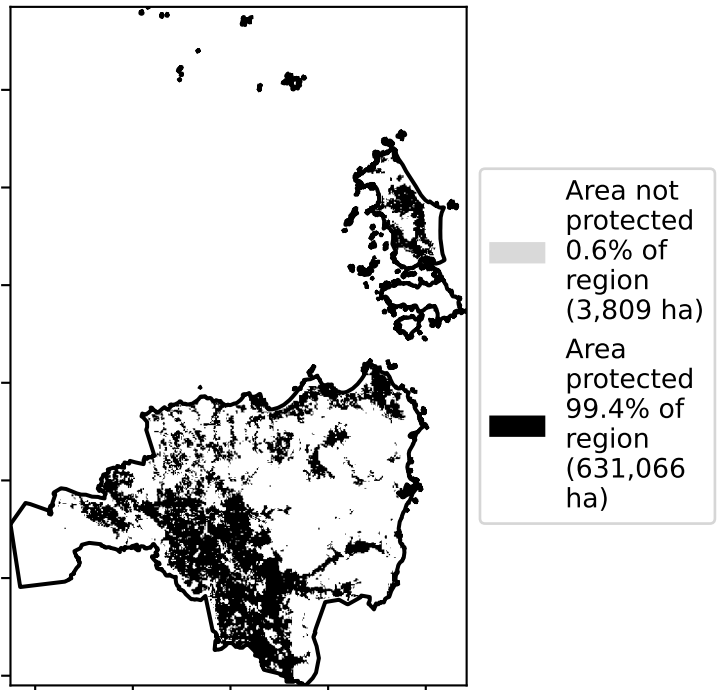 Area not
protected
0.6% of
region
(3,809 ha)
Area
protected
99.4% of
region
(631,066
ha)